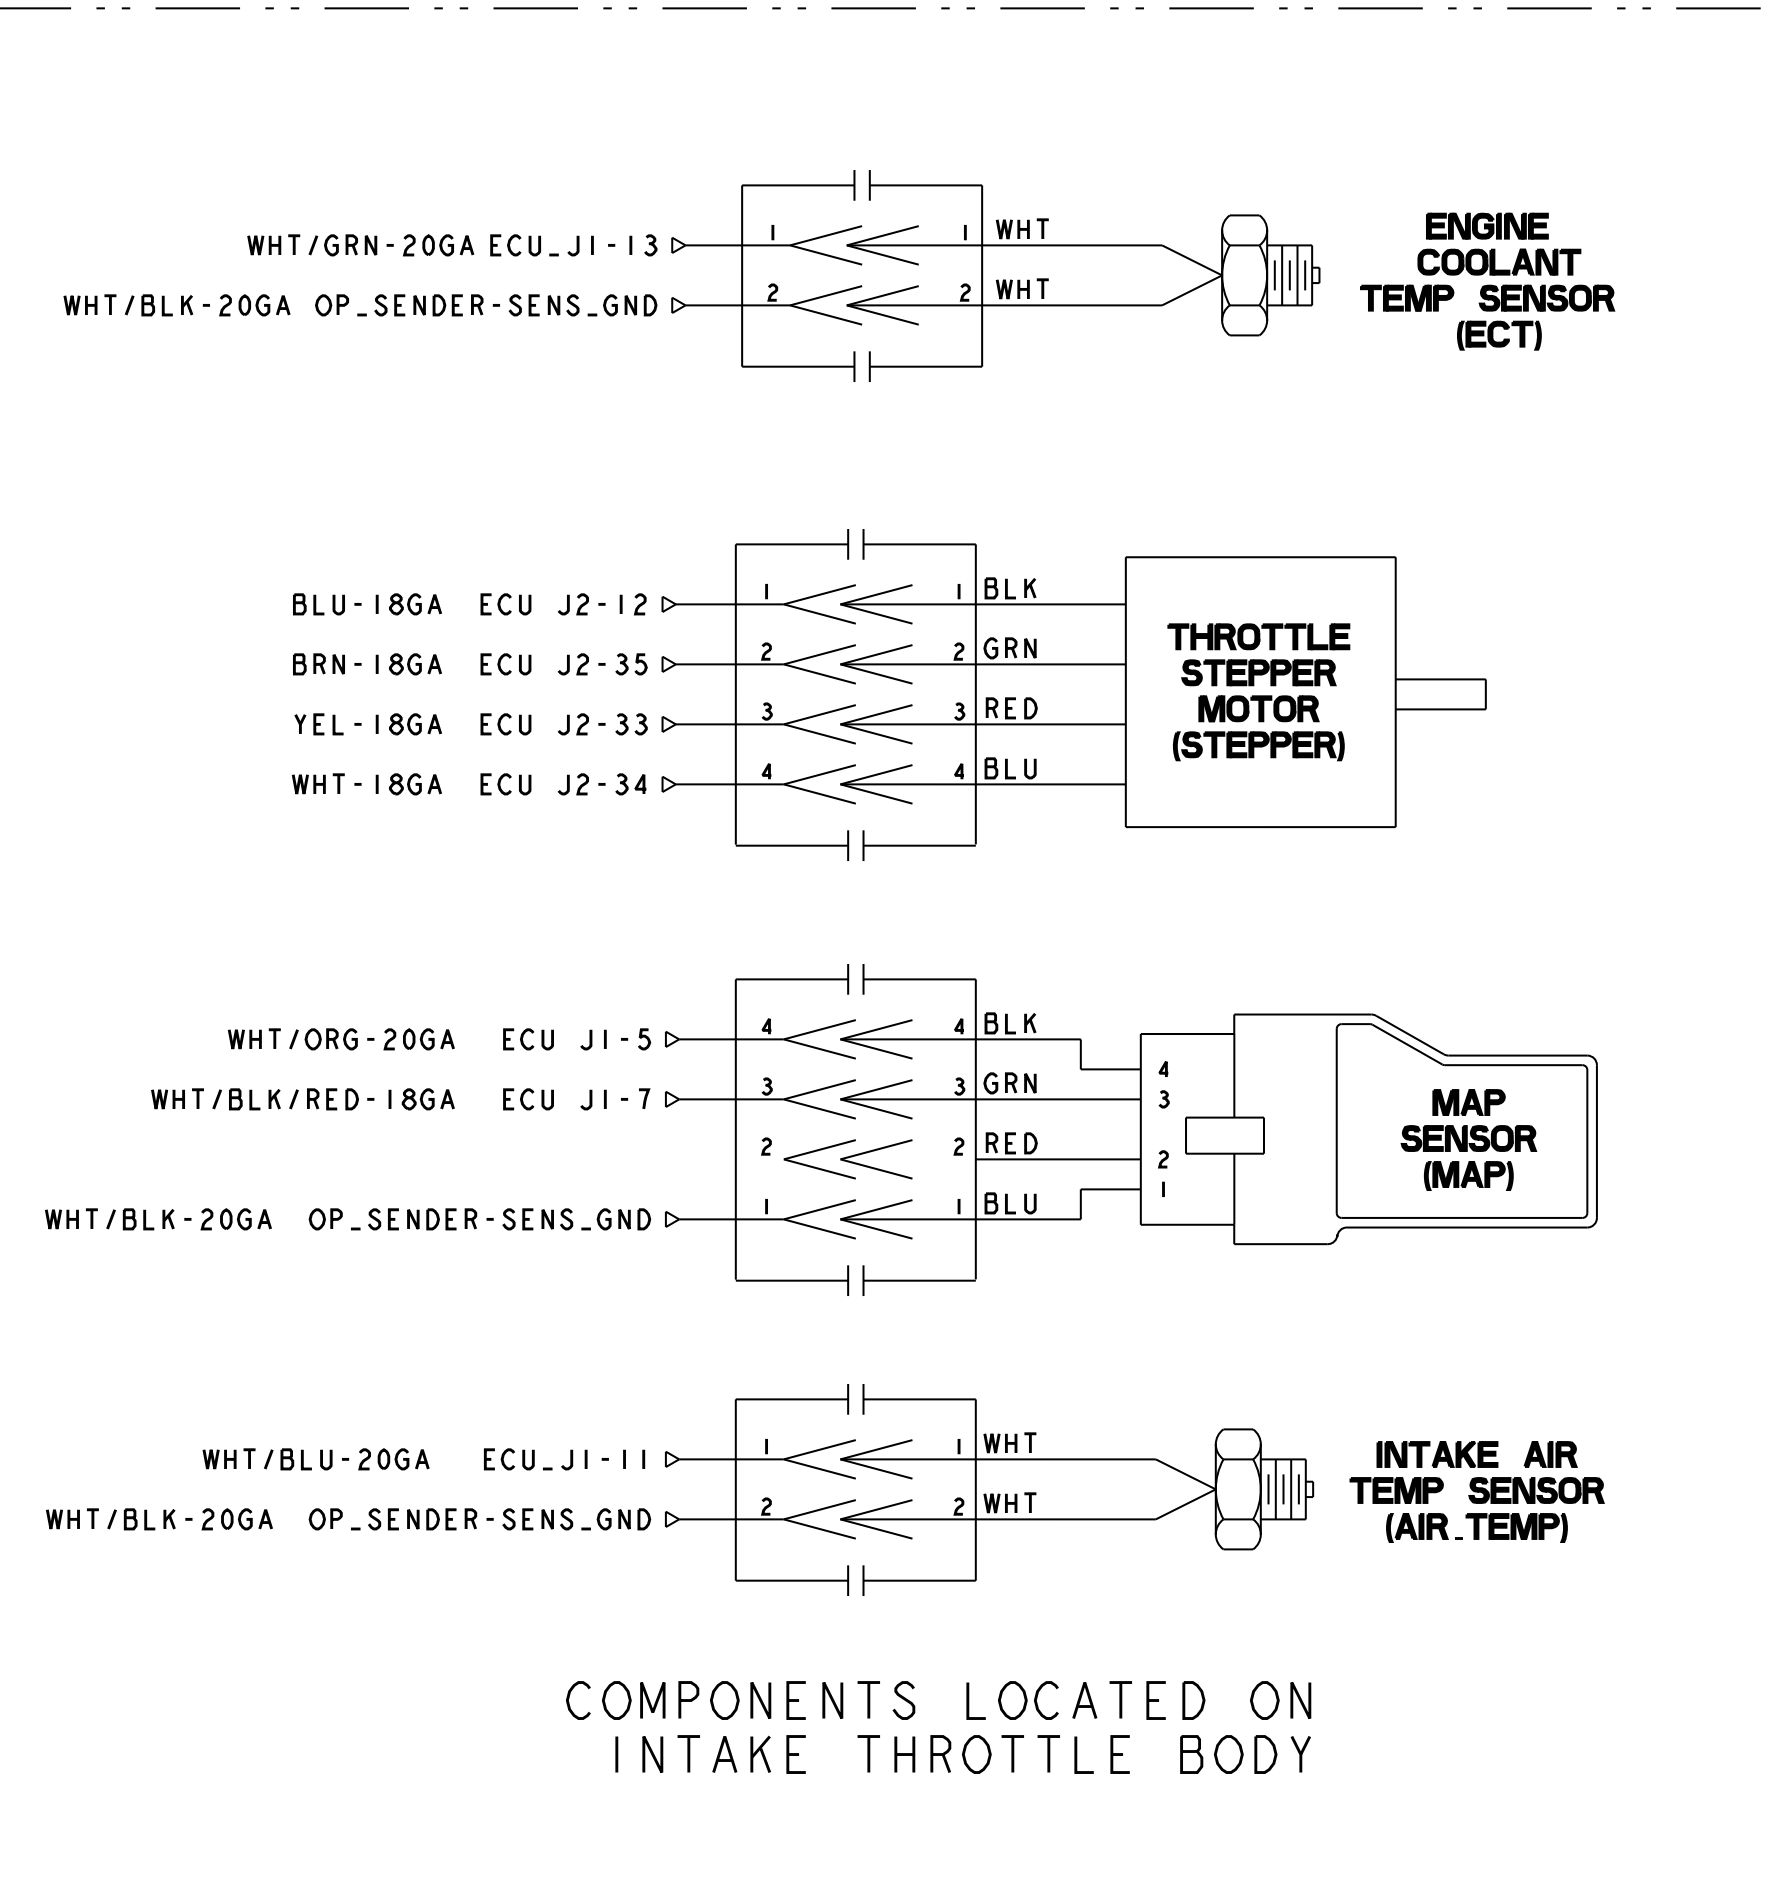 WHT/GRN-20GA ECU_J1-13 1 1 WHT
WHT/BLK-20GA OP_SENDER-SENS_GND 2 2 WHT
ENGINE
COOLANT
TEMP SENSOR
(ECT)
BLU-18GA ECU J2-12 1 1 BLK
BRN-18GA ECU J2-35 2 2 GRN
YEL-18GA ECU J2-33 3 3 RED
WHT-18GA ECU J2-34 4 4 BLU
THROTTLE
STEPPER
MOTOR
(STEPPER)
WHT/ORG-20GA ECU J1-5 4 4 BLK 4
WHT/BLK/RED-18GA ECU J1-7 3 3 GRN 3
2 2 RED 2
WHT/BLK-20GA OP_SENDER-SENS_GND 1 1 BLU 1
MAP
SENSOR
(MAP)
WHT/BLU-20GA ECU_J1-11 1 1 WHT
WHT/BLK-20GA OP_SENDER-SENS_GND 2 2 WHT
INTAKE AIR
TEMP SENSOR
(AIR_TEMP)
COMPONENTS LOCATED ON
INTAKE THROTTLE BODY